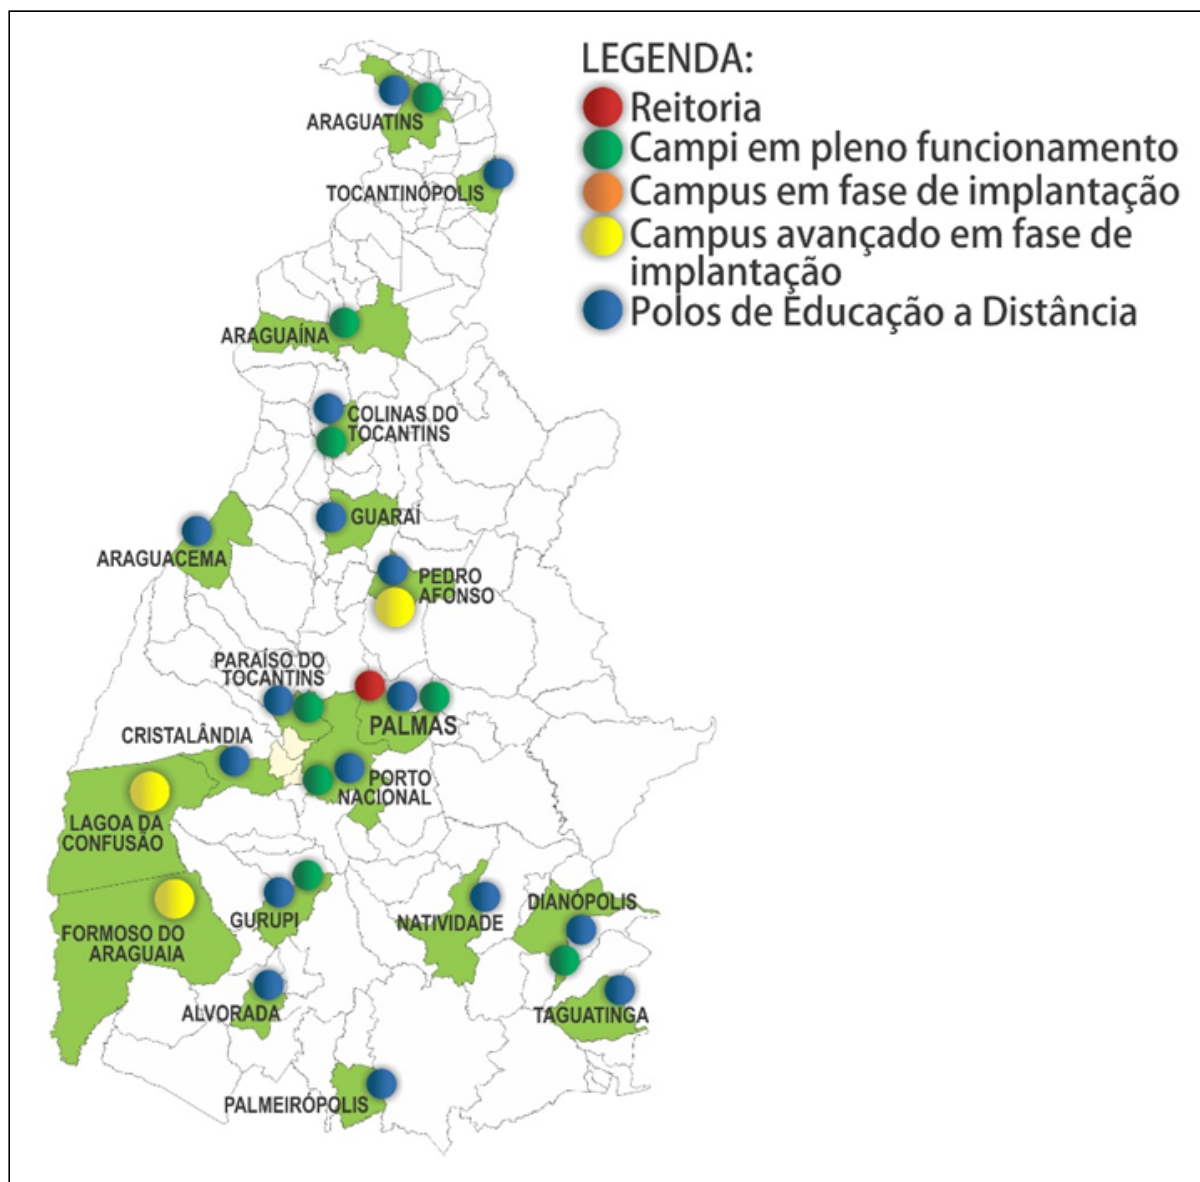 LEGENDA:
Reitoria
Campi em pleno funcionamento
Campus em fase de implantação
Campus avançado em fase de
implantação
Polos de Educação a Distância
ARAGUATINS
TOCANTINÓPOLIS
ARAGUAÍNA
COLINAS DO
TOCANTINS
GUARAÍ
ARAGUACEMA
PEDRO
AFONSO
PARAÍSO DO
TOCANTINS
PALMAS
CRISTALÂNDIA
PORTO
NACIONAL
LAGOA DA
CONFUSÃO
GURUPI
NATIVIDADE
DIANÓPOLIS
FORMOSO DO
ARAGUAIA
ALVORADA
TAGUATINGA
PALMEIRÓPOLIS